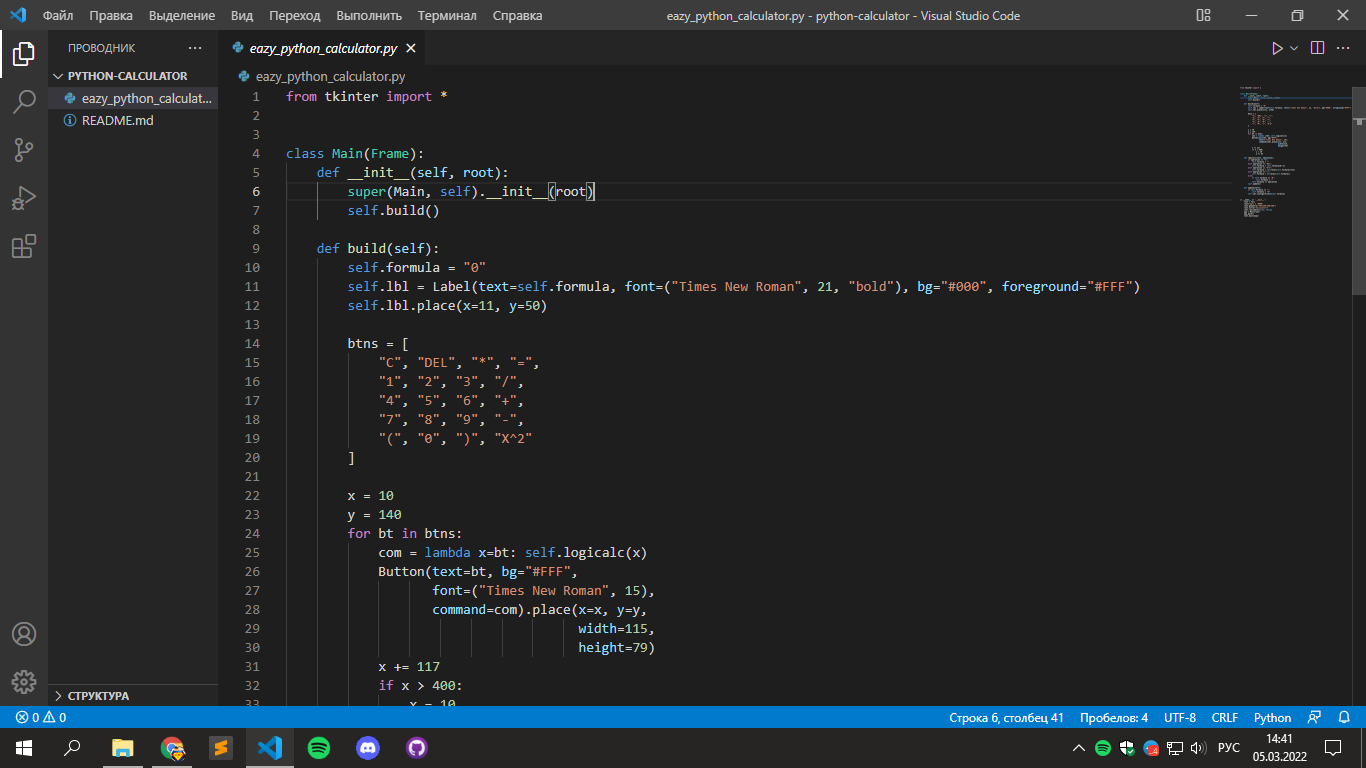 Файл Правка Выделение Вид Переход Выполнить Терминал Справка eazy_python_calculator.py - python-calculator - Visual Studio Code
ПРОВОДНИК
PYTHON-CALCULATOR
eazy_python_calculat...
README.md
СТРУКТУРА
eazy_python_calculator.py
eazy_python_calculator.py
1 from tkinter import *
2
3
4 class Main(Frame):
5     def __init__(self, root):
6         super(Main, self).__init__(root)
7         self.build()
8
9     def build(self):
10         self.formula = "0"
11         self.lbl = Label(text=self.formula, font=("Times New Roman", 21, "bold"), bg="#000", foreground="#FFF")
12         self.lbl.place(x=11, y=50)
13
14         btns = [
15             "C", "DEL", "*", "=",
16             "1", "2", "3", "/",
17             "4", "5", "6", "+",
18             "7", "8", "9", "-",
19             "(", "0", ")", "X^2"
20         ]
21
22         x = 10
23         y = 140
24         for bt in btns:
25             com = lambda x=bt: self.logicalc(x)
26             Button(text=bt, bg="#FFF",
27                    font=("Times New Roman", 15),
28                    command=com).place(x=x, y=y,
29                                       width=115,
30                                       height=79)
31             x += 117
32             if x > 400:
33                 x = 10
0 0 Строка 6, столбец 41 Пробелов: 4 UTF-8 CRLF Python
РУС
14:41
05.03.2022